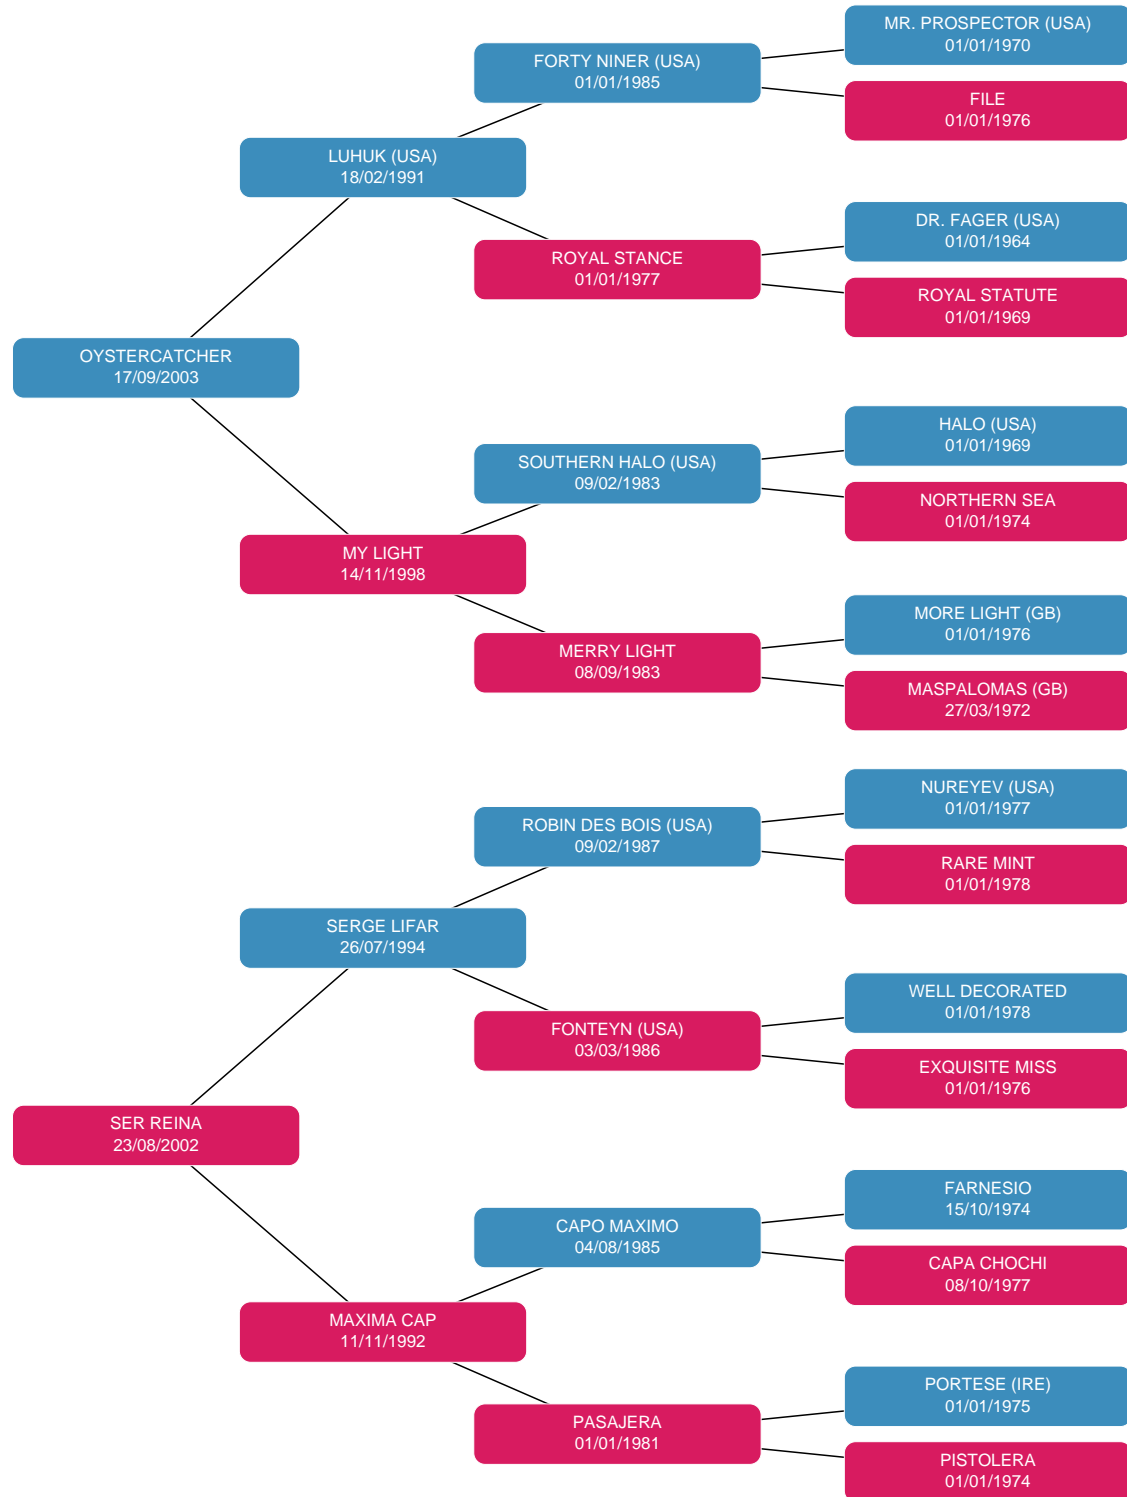 MR. PROSPECTOR (USA)
01/01/1970
FORTY NINER (USA)
01/01/1985
FILE
01/01/1976
LUHUK (USA)
18/02/1991
DR. FAGER (USA)
01/01/1964
ROYAL STANCE
01/01/1977
ROYAL STATUTE
01/01/1969
OYSTERCATCHER
17/09/2003
HALO (USA)
01/01/1969
SOUTHERN HALO (USA)
09/02/1983
NORTHERN SEA
01/01/1974
MY LIGHT
14/11/1998
MORE LIGHT (GB)
01/01/1976
MERRY LIGHT
08/09/1983
MASPALOMAS (GB)
27/03/1972
NUREYEV (USA)
01/01/1977
ROBIN DES BOIS (USA)
09/02/1987
RARE MINT
01/01/1978
SERGE LIFAR
26/07/1994
WELL DECORATED
01/01/1978
FONTEYN (USA)
03/03/1986
EXQUISITE MISS
01/01/1976
SER REINA
23/08/2002
FARNESIO
15/10/1974
CAPO MAXIMO
04/08/1985
CAPA CHOCHI
08/10/1977
MAXIMA CAP
11/11/1992
PORTESE (IRE)
01/01/1975
PASAJERA
01/01/1981
PISTOLERA
01/01/1974